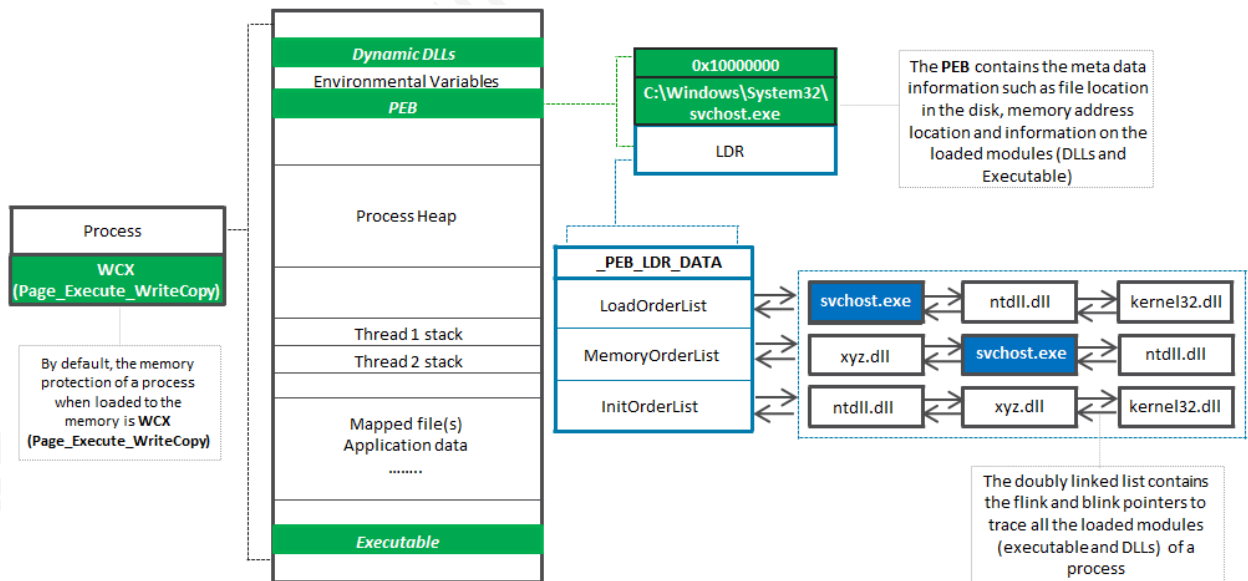 Process
WCX
(Page_Execute_WriteCopy)
By default, the memory
protection of a process
when loaded to the
memory is WCX
(Page_Execute_WriteCopy)
Dynamic DLLs
Environmental Variables
PEB
Process Heap
Thread 1 stack
Thread 2 stack
Mapped file(s)
Application data
........
Executable
0x10000000
C:\Windows\System32\
svchost.exe
LDR
The PEB contains the meta data
information such as file location
in the disk, memory address
location and information on the
loaded modules (DLLs and
Executable)
_PEB_LDR_DATA
LoadOrderList
MemoryOrderList
InitOrderList
svchost.exe
ntdll.dll
kernel32.dll
xyz.dll
svchost.exe
ntdll.dll
ntdll.dll
xyz.dll
kernel32.dll
The doubly linked list contains
the flink and blink pointers to
trace all the loaded modules
(executable and DLLs) of a
process